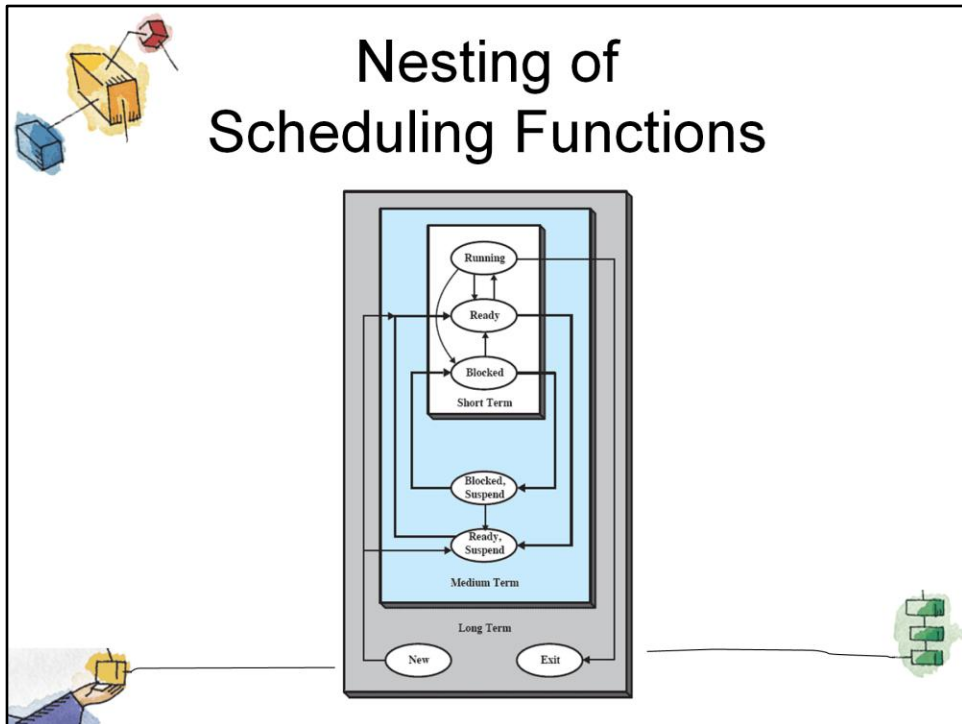 Nesting of
Scheduling Functions
Running
Ready
Blocked
Short Term
Blocked,
Suspend
Ready,
Suspend
Medium Term
Long Term
New
Exit